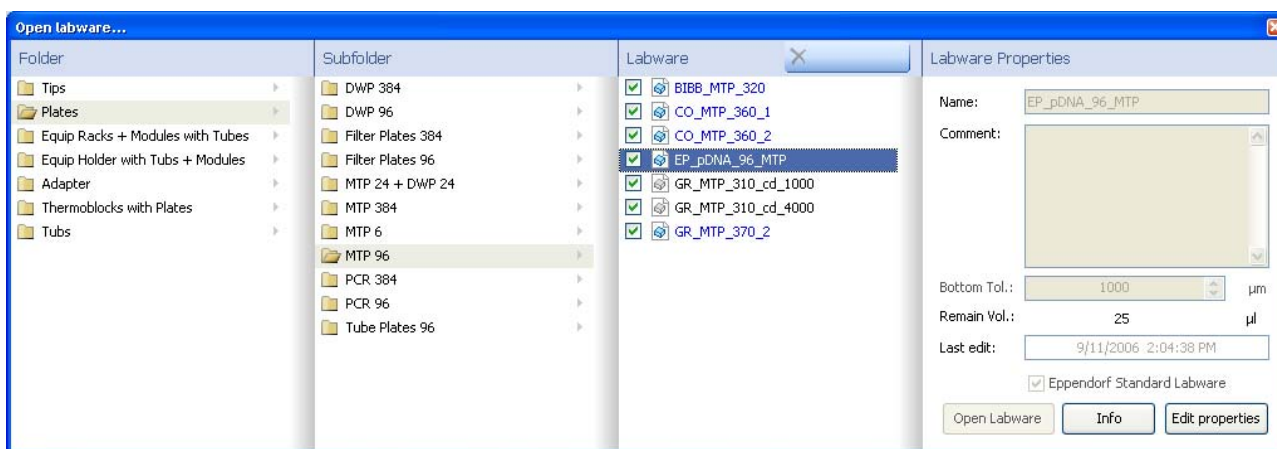 Open labware...
Folder
Tips
Plates
Equip Racks + Modules with Tubes
Equip Holder with Tubs + Modules
Adapter
Thermoblocks with Plates
Tubs
Subfolder
DWP 384
DWP 96
Filter Plates 384
Filter Plates 96
MTP 24 + DWP 24
MTP 384
MTP 6
MTP 96
PCR 384
PCR 96
Tube Plates 96
Labware
BIBB_MTP_320
CO_MTP_360_1
CO_MTP_360_2
EP_pDNA_96_MTP
GR_MTP_310_cd_1000
GR_MTP_310_cd_4000
GR_MTP_370_2
Labware Properties
Name: EP_pDNA_96_MTP
Comment:
Bottom Tol.: 1000 µm
Remain Vol.: 25 µl
Last edit: 9/11/2006 2:04:38 PM
Eppendorf Standard Labware
Open Labware Info Edit properties